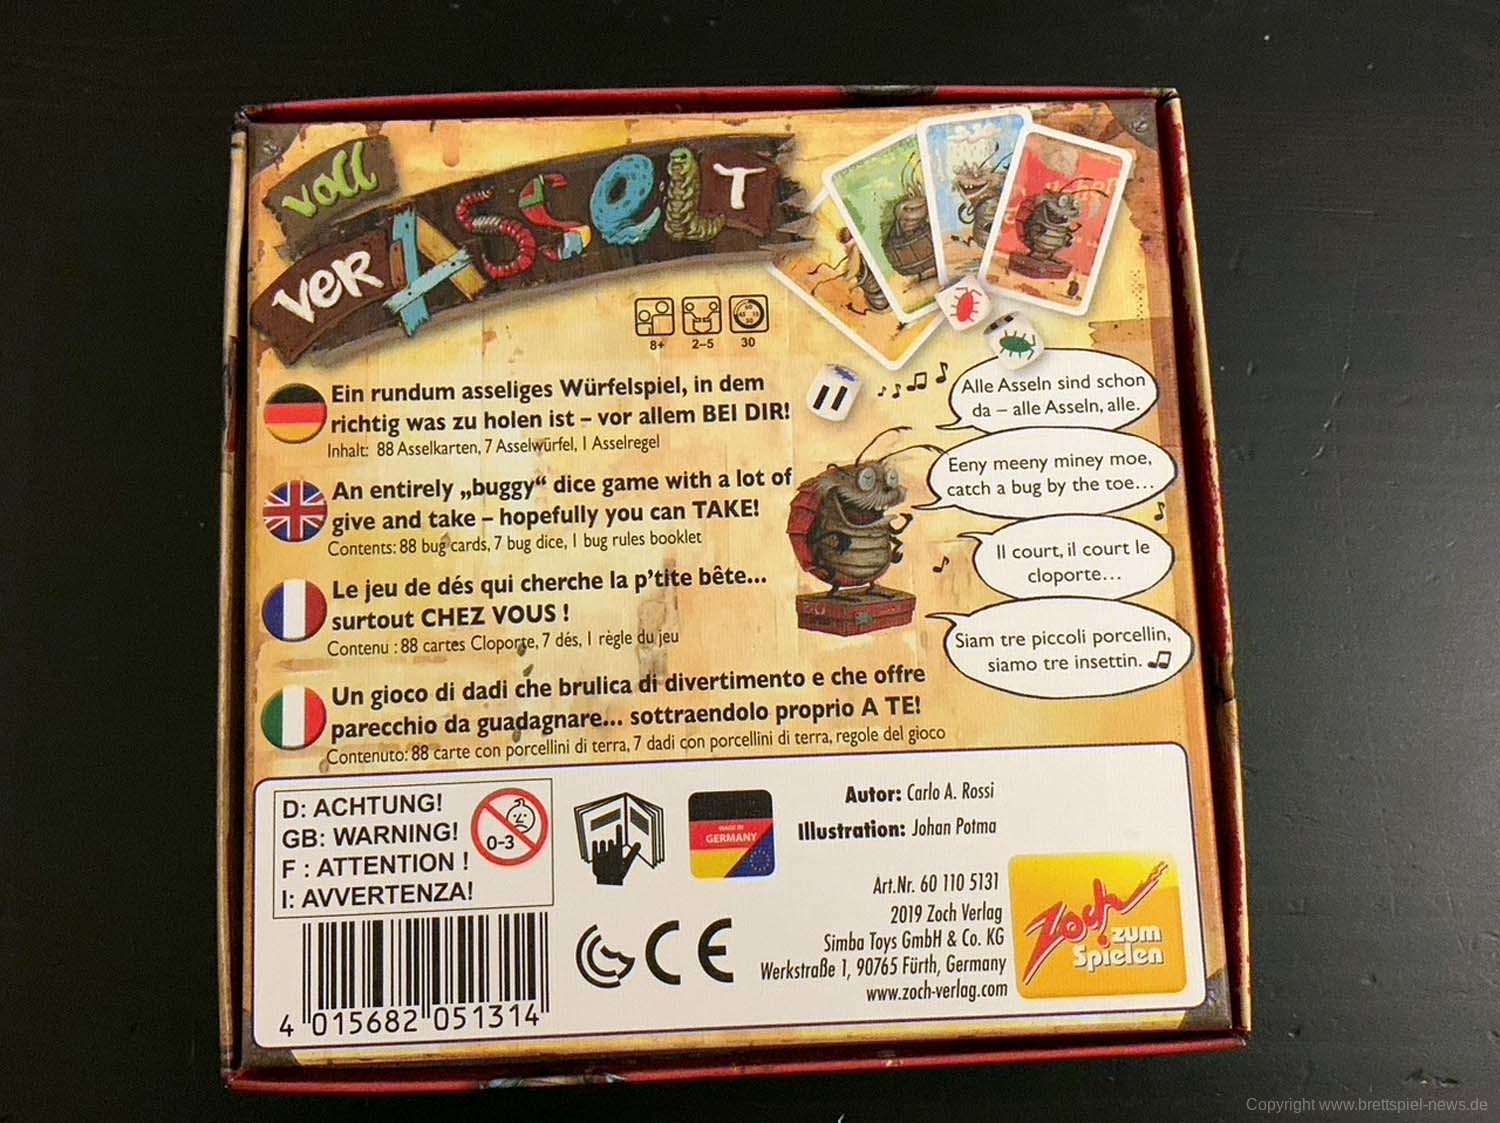 voll
verAsselt
8+ 2–5 30
Ein rundum asseliges Würfelspiel, in dem
richtig was zu holen ist – vor allem BEI DIR!
Inhalt: 88 Asselkarten, 7 Asselwürfel, 1 Asselregel
An entirely „buggy“ dice game with a lot of
give and take – hopefully you can TAKE!
Contents: 88 bug cards, 7 bug dice, 1 bug rules booklet
Le jeu de dés qui cherche la p’tite bête...
surtout CHEZ VOUS !
Contenu : 88 cartes Cloporte, 7 dés, 1 règle du jeu
Un gioco di dadi che brulica di divertimento e che offre
parecchio da guadagnare... sottraendolo proprio A TE!
Contenuto: 88 carte con porcellini di terra, 7 dadi con porcellini di terra, regole del gioco
Alle Asseln sind schon
da – alle Asseln, alle.
Eeny meeny miney moe,
catch a bug by the toe…
Il court, il court le
cloporte…
Siam tre piccoli porcellin,
siamo tre insettin.
D: ACHTUNG!
GB: WARNING!
F : ATTENTION !
I: AVVERTENZA!
0-3
MADE IN
GERMANY
Autor: Carlo A. Rossi
Illustration: Johan Potma
Art.Nr. 60 110 5131
2019 Zoch Verlag
Simba Toys GmbH & Co. KG
Werkstraße 1, 90765 Fürth, Germany
www.zoch-verlag.com
Zoch
zum
Spielen
CE
4 015682 051314
Copyright www.brettspiel-news.de